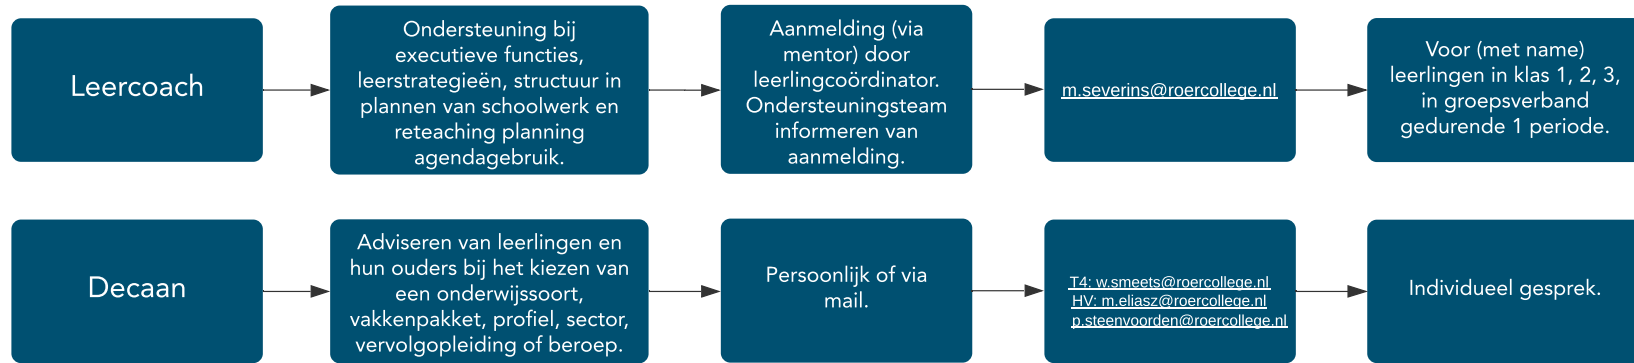 Leercoach
Ondersteuning bij
executieve functies,
leerstrategieën, structuur in
plannen van schoolwerk en
reteaching planning
agendagebruik.
Aanmelding (via
mentor) door
leerlingcoördinator.
Ondersteuningsteam
informeren van
aanmelding.
m.severins@roercollege.nl
Voor (met name)
leerlingen in klas 1, 2, 3,
in groepsverband
gedurende 1 periode.
Decaan
Adviseren van leerlingen en
hun ouders bij het kiezen van
een onderwijssoort,
vakkenpakket, profiel, sector,
vervolgopleiding of beroep.
Persoonlijk of via
mail.
T4: w.smeets@roercollege.nl
HV: m.eliasz@roercollege.nl
p.steenvoorden@roercollege.nl
Individueel gesprek.